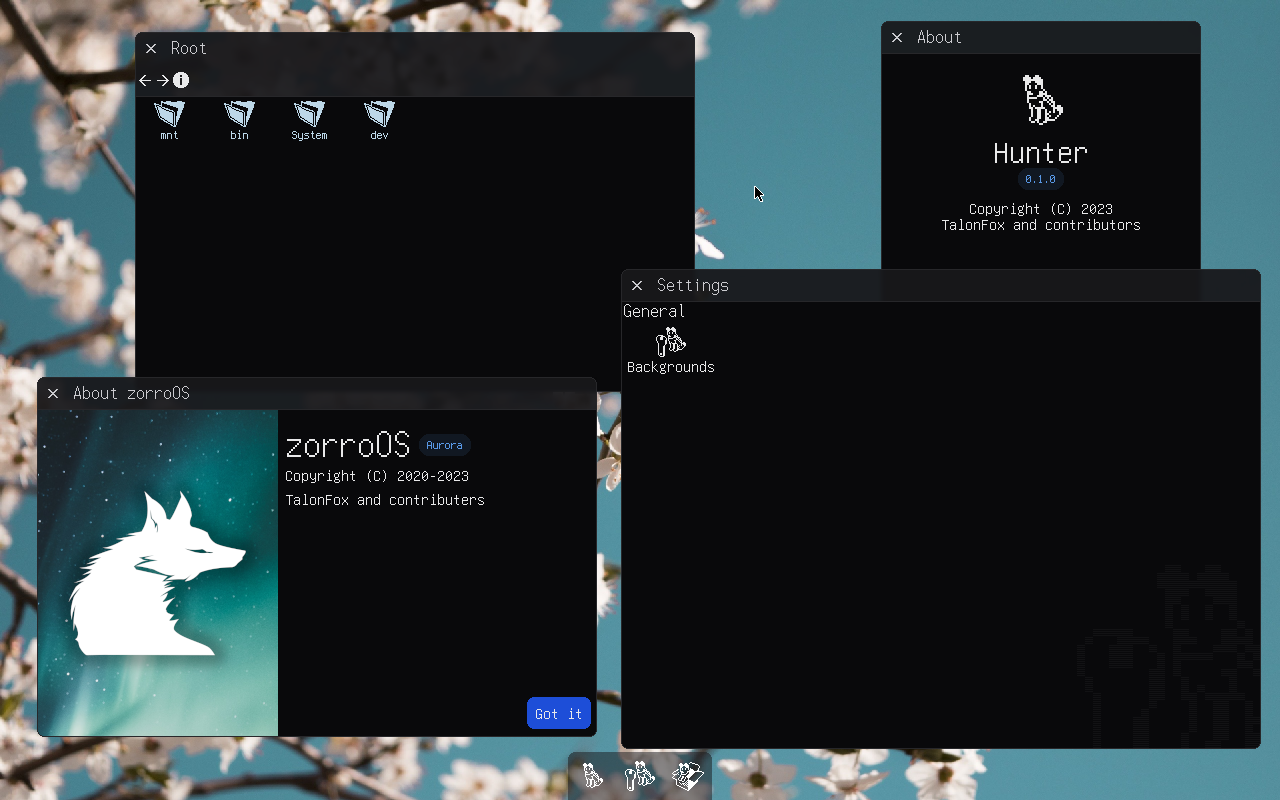 Root
mnt
bin
System
dev
About
Hunter
0.1.0
Copyright (C) 2023
TalonFox and contributors
Settings
General
Backgrounds
About zorroOS
zorroOS Aurora
Copyright (C) 2020-2023
TalonFox and contributers
Got it